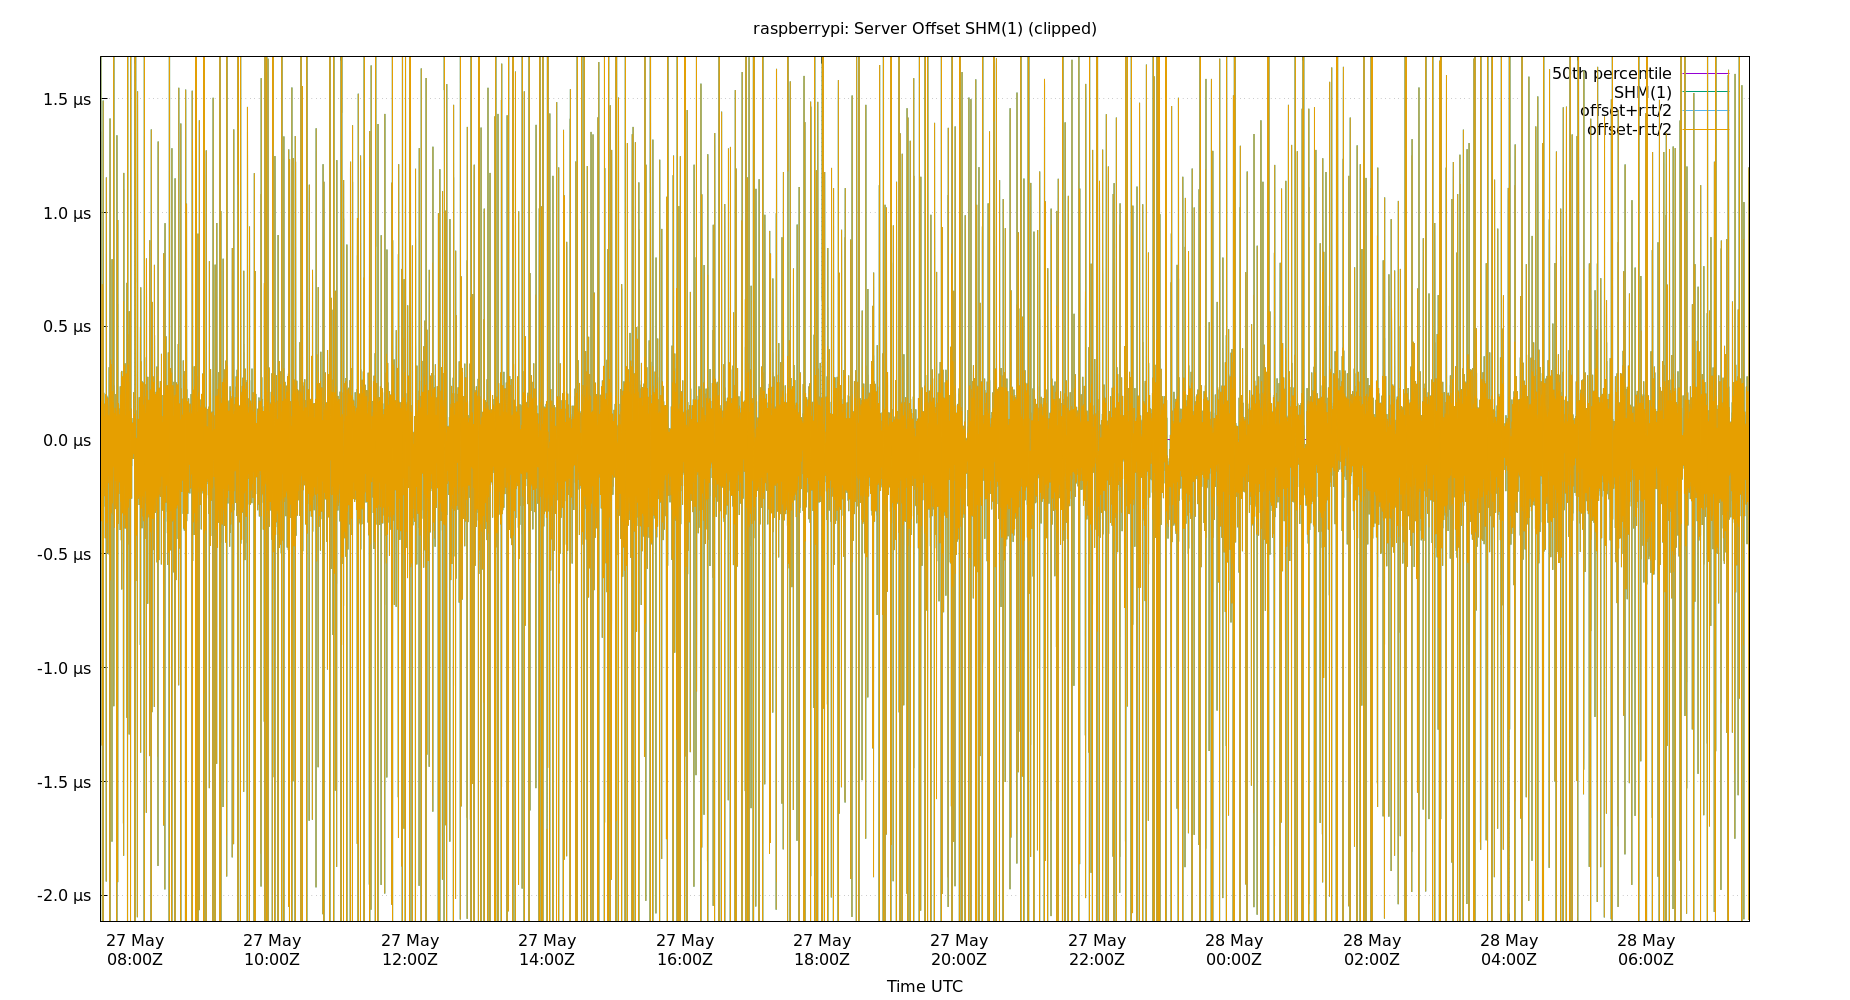 raspberrypi: Server Offset SHM(1) (clipped)
50th percentile
SHM(1)
offset+rtt/2
offset-rtt/2
1.5 µs
1.0 µs
0.5 µs
0.0 µs
-0.5 µs
-1.0 µs
-1.5 µs
-2.0 µs
27 May 27 May 27 May 27 May 27 May 27 May 27 May 27 May 28 May 28 May 28 May 28 May
08:00Z 10:00Z 12:00Z 14:00Z 16:00Z 18:00Z 20:00Z 22:00Z 00:00Z 02:00Z 04:00Z 06:00Z
Time UTC